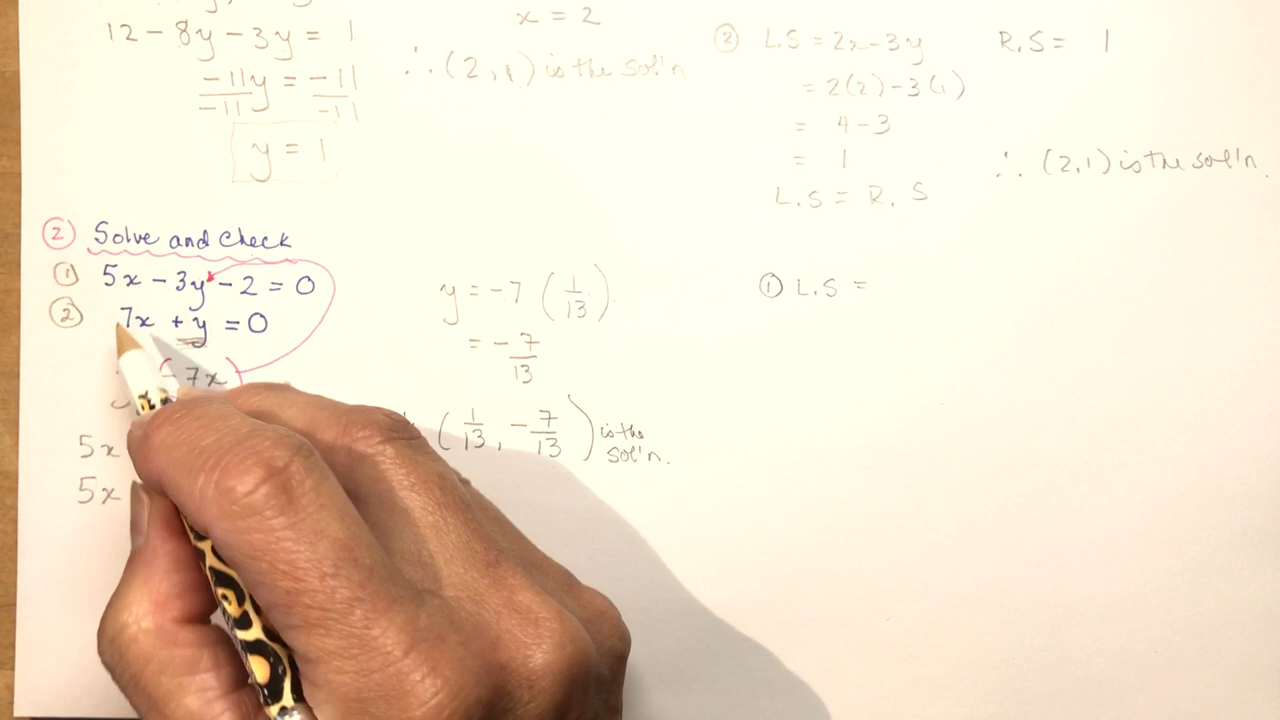 12 - 8y - 3y = 1
-11y = -11
-11 -11
y = 1
x = 2
∴ (2, 1) is the sol'n
② L.S = 2x - 3y R.S = 1
= 2(2) - 3(1)
= 4 - 3
= 1
L.S = R.S
∴ (2,1) is the sol'n.
② Solve and check
① 5x - 3y - 2 = 0
② 7x + y = 0
(-7x)
5x
5x
y = -7 (1/13)
= -7/13
(1/13, -7/13) is the sol'n.
① L.S =